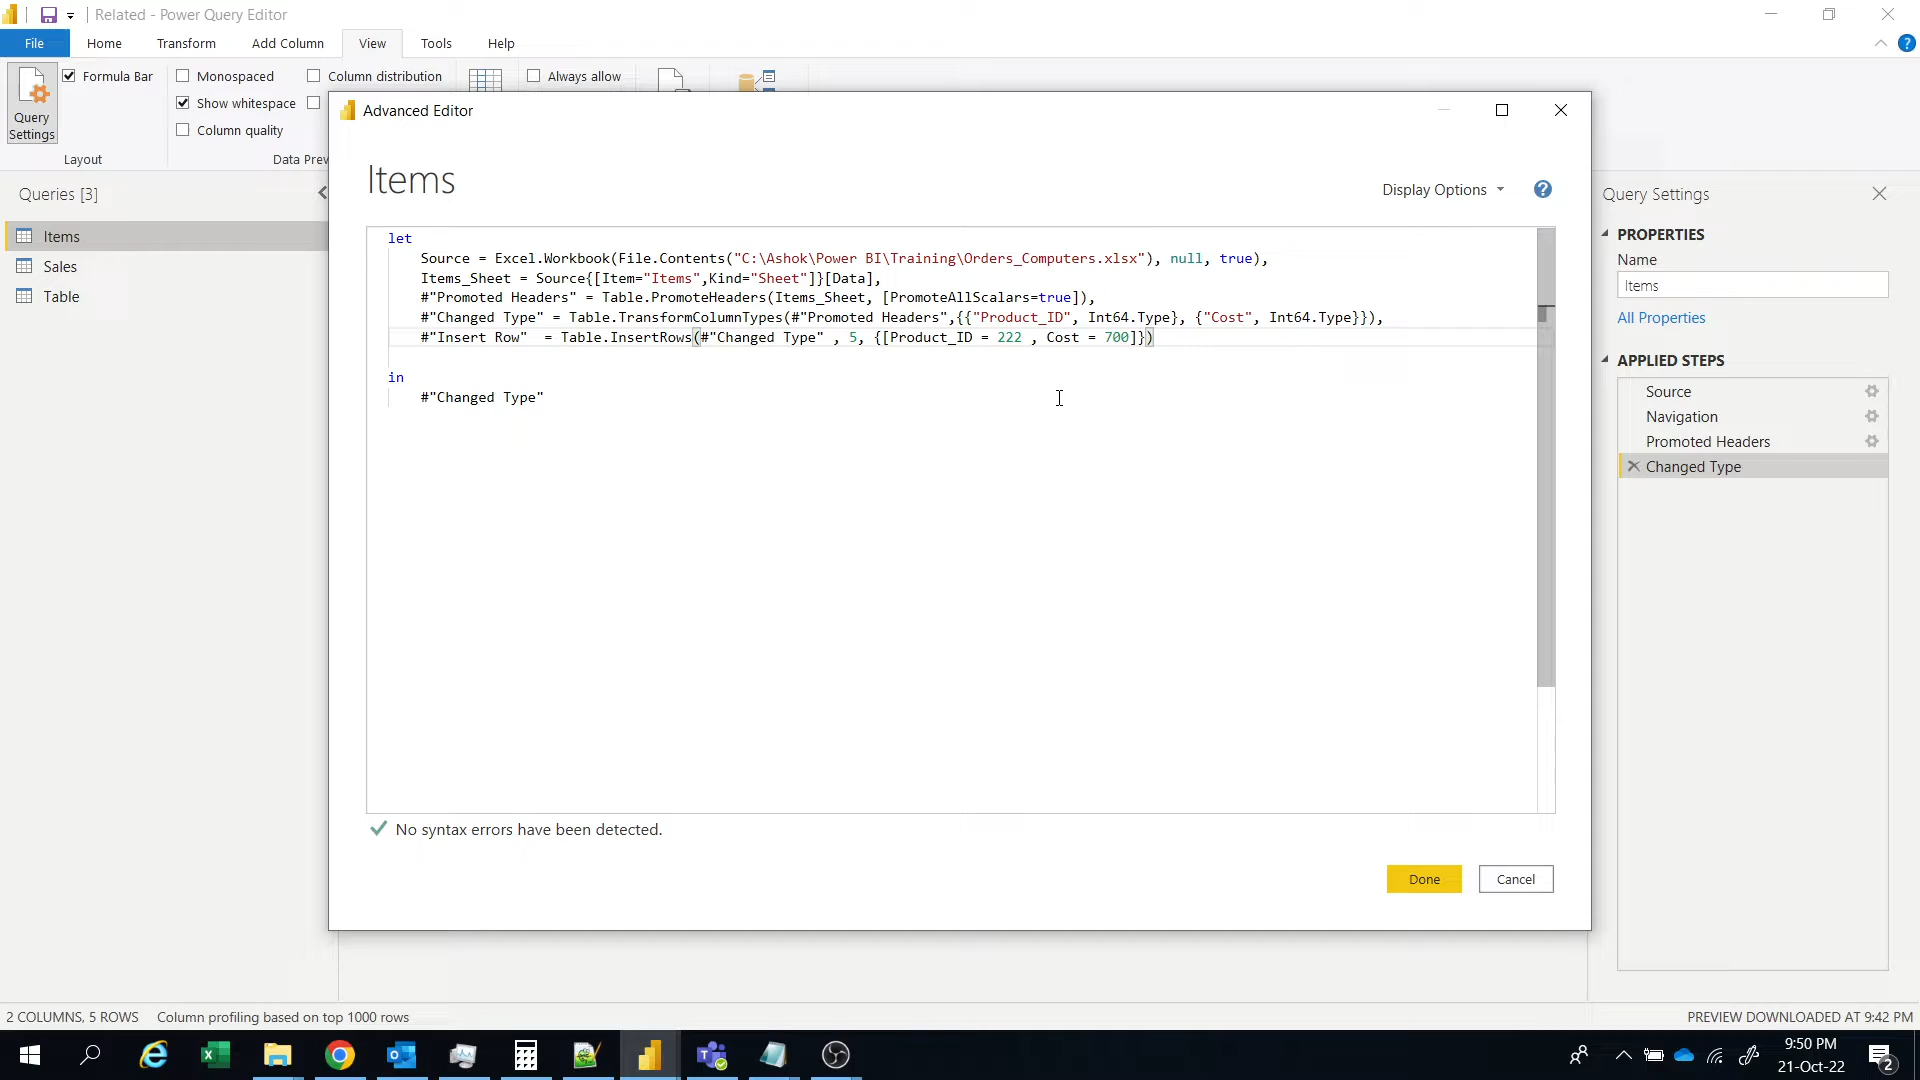 Related - Power Query Editor
File Home Transform Add Column View Tools Help
Formula Bar
Monospaced
Column distribution
Always allow
Show whitespace
Column quality
Query
Settings
Layout
Data Prev
Queries [3]
Items
Sales
Table
Advanced Editor
Items
Display Options
let
Source = Excel.Workbook(File.Contents("C:\Ashok\Power BI\Training\Orders_Computers.xlsx"), null, true),
Items_Sheet = Source{[Item="Items",Kind="Sheet"]}[Data],
#"Promoted Headers" = Table.PromoteHeaders(Items_Sheet, [PromoteAllScalars=true]),
#"Changed Type" = Table.TransformColumnTypes(#"Promoted Headers",{{"Product_ID", Int64.Type}, {"Cost", Int64.Type}}),
#"Insert Row"  = Table.InsertRows(#"Changed Type" , 5, {[Product_ID = 222 , Cost = 700]})
in
#"Changed Type"
No syntax errors have been detected.
Done
Cancel
Query Settings
PROPERTIES
Name
Items
All Properties
APPLIED STEPS
Source
Navigation
Promoted Headers
Changed Type
2 COLUMNS, 5 ROWS
Column profiling based on top 1000 rows
PREVIEW DOWNLOADED AT 9:42 PM
9:50 PM
21-Oct-22
2